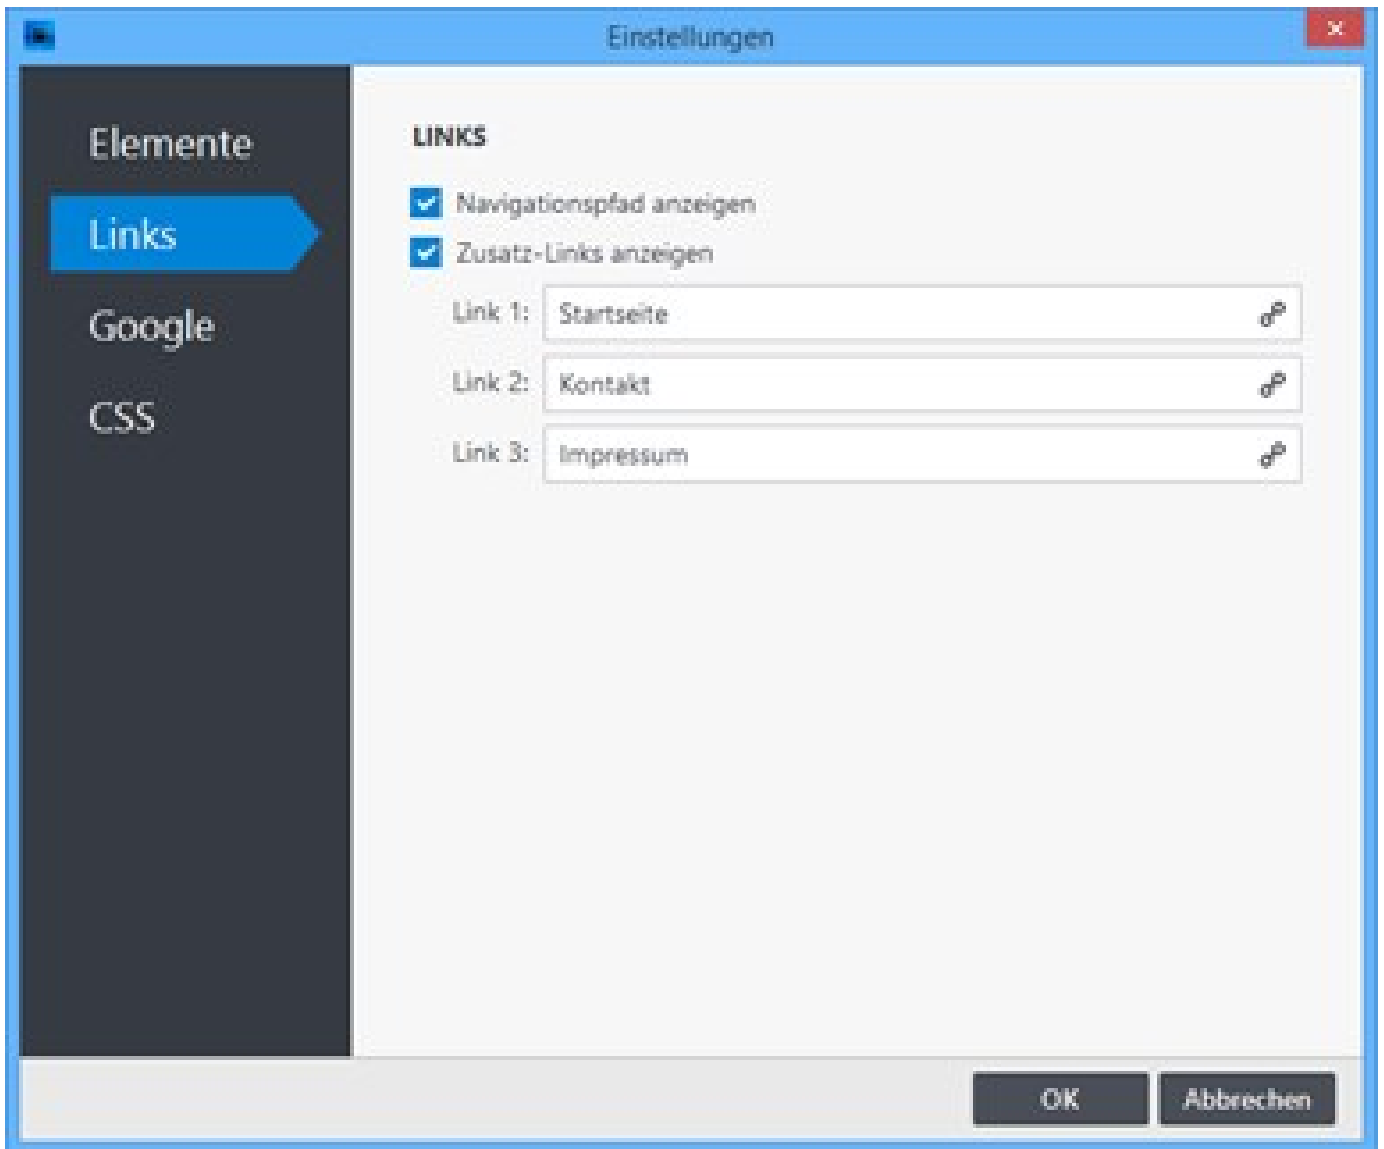 Einstellungen
Elemente
Links
Google
CSS
LINKS
Navigationspfad anzeigen
Zusatz-Links anzeigen
Link 1: Startseite
Link 2: Kontakt
Link 3: Impressum
OK Abbrechen